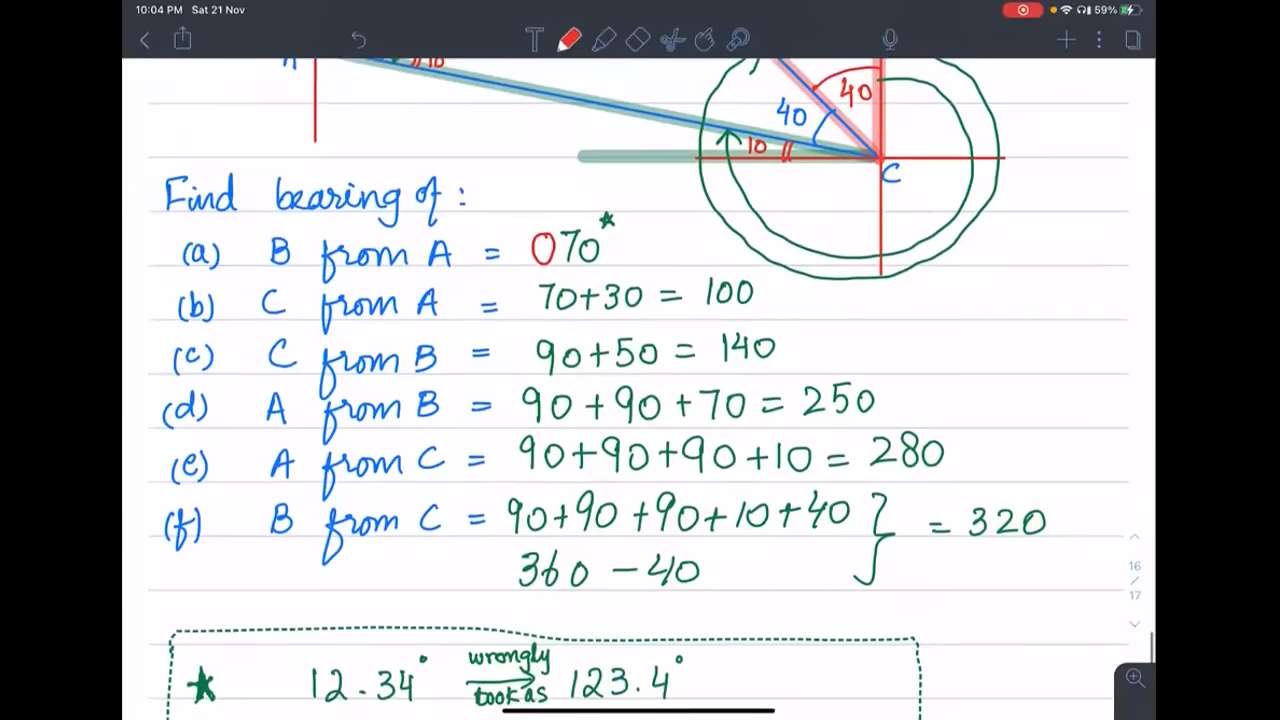 10:04 PM Sat 21 Nov
59%
T
10
40
40
10
C
Find bearing of :
(a) B from A = 070*
(b) C from A = 70+30 = 100
(c) C from B = 90+50 = 140
(d) A from B = 90+90+70 = 250
(e) A from C = 90+90+90+10 = 280
(f) B from C = 90+90+90+10+40 } = 320
360 - 40
16
/
17
★ 12.34° wrongly took as 123.4°